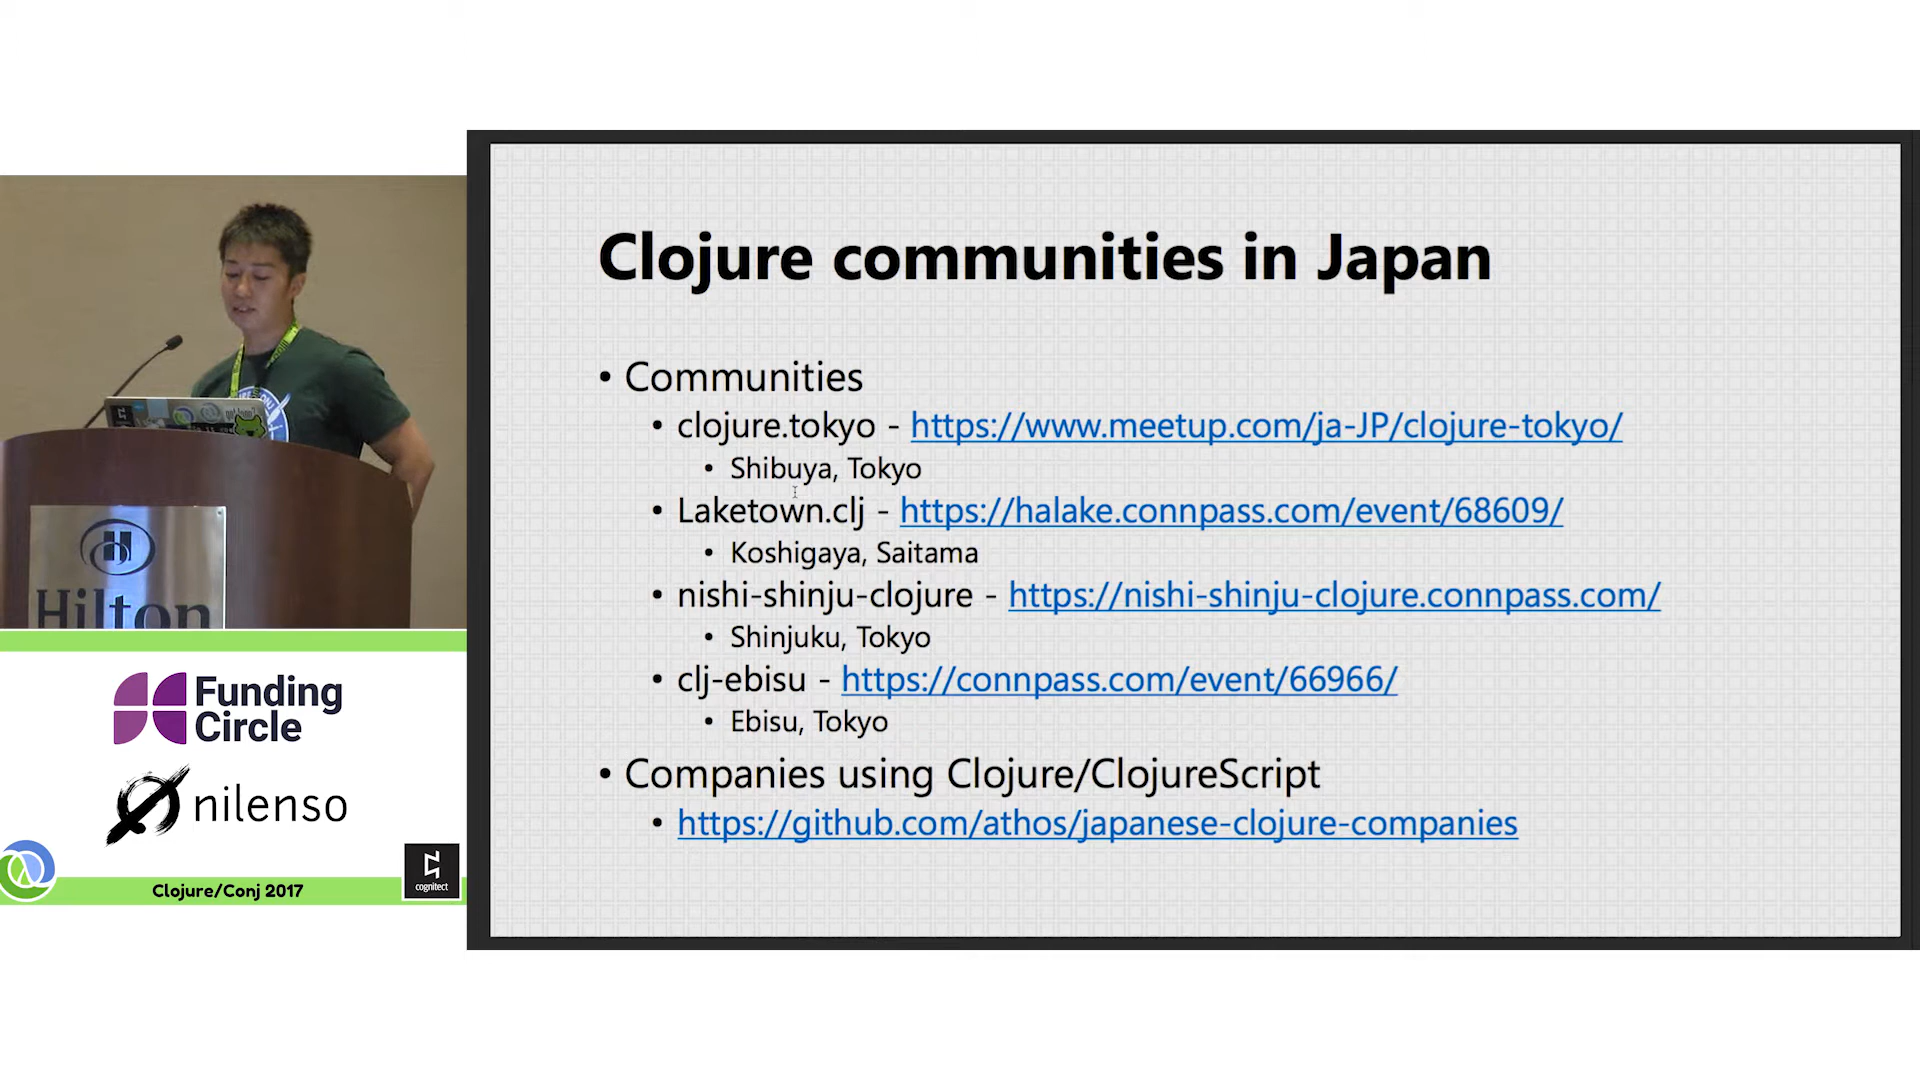 Clojure communities in Japan
• Communities
• clojure.tokyo - https://www.meetup.com/ja-JP/clojure-tokyo/
• Shibuya, Tokyo
• Laketown.clj - https://halake.connpass.com/event/68609/
• Koshigaya, Saitama
• nishi-shinju-clojure - https://nishi-shinju-clojure.connpass.com/
• Shinjuku, Tokyo
• clj-ebisu - https://connpass.com/event/66966/
• Ebisu, Tokyo
• Companies using Clojure/ClojureScript
• https://github.com/athos/japanese-clojure-companies
Hilton
Funding
Circle
nilenso
cognitect
Clojure/Conj 2017